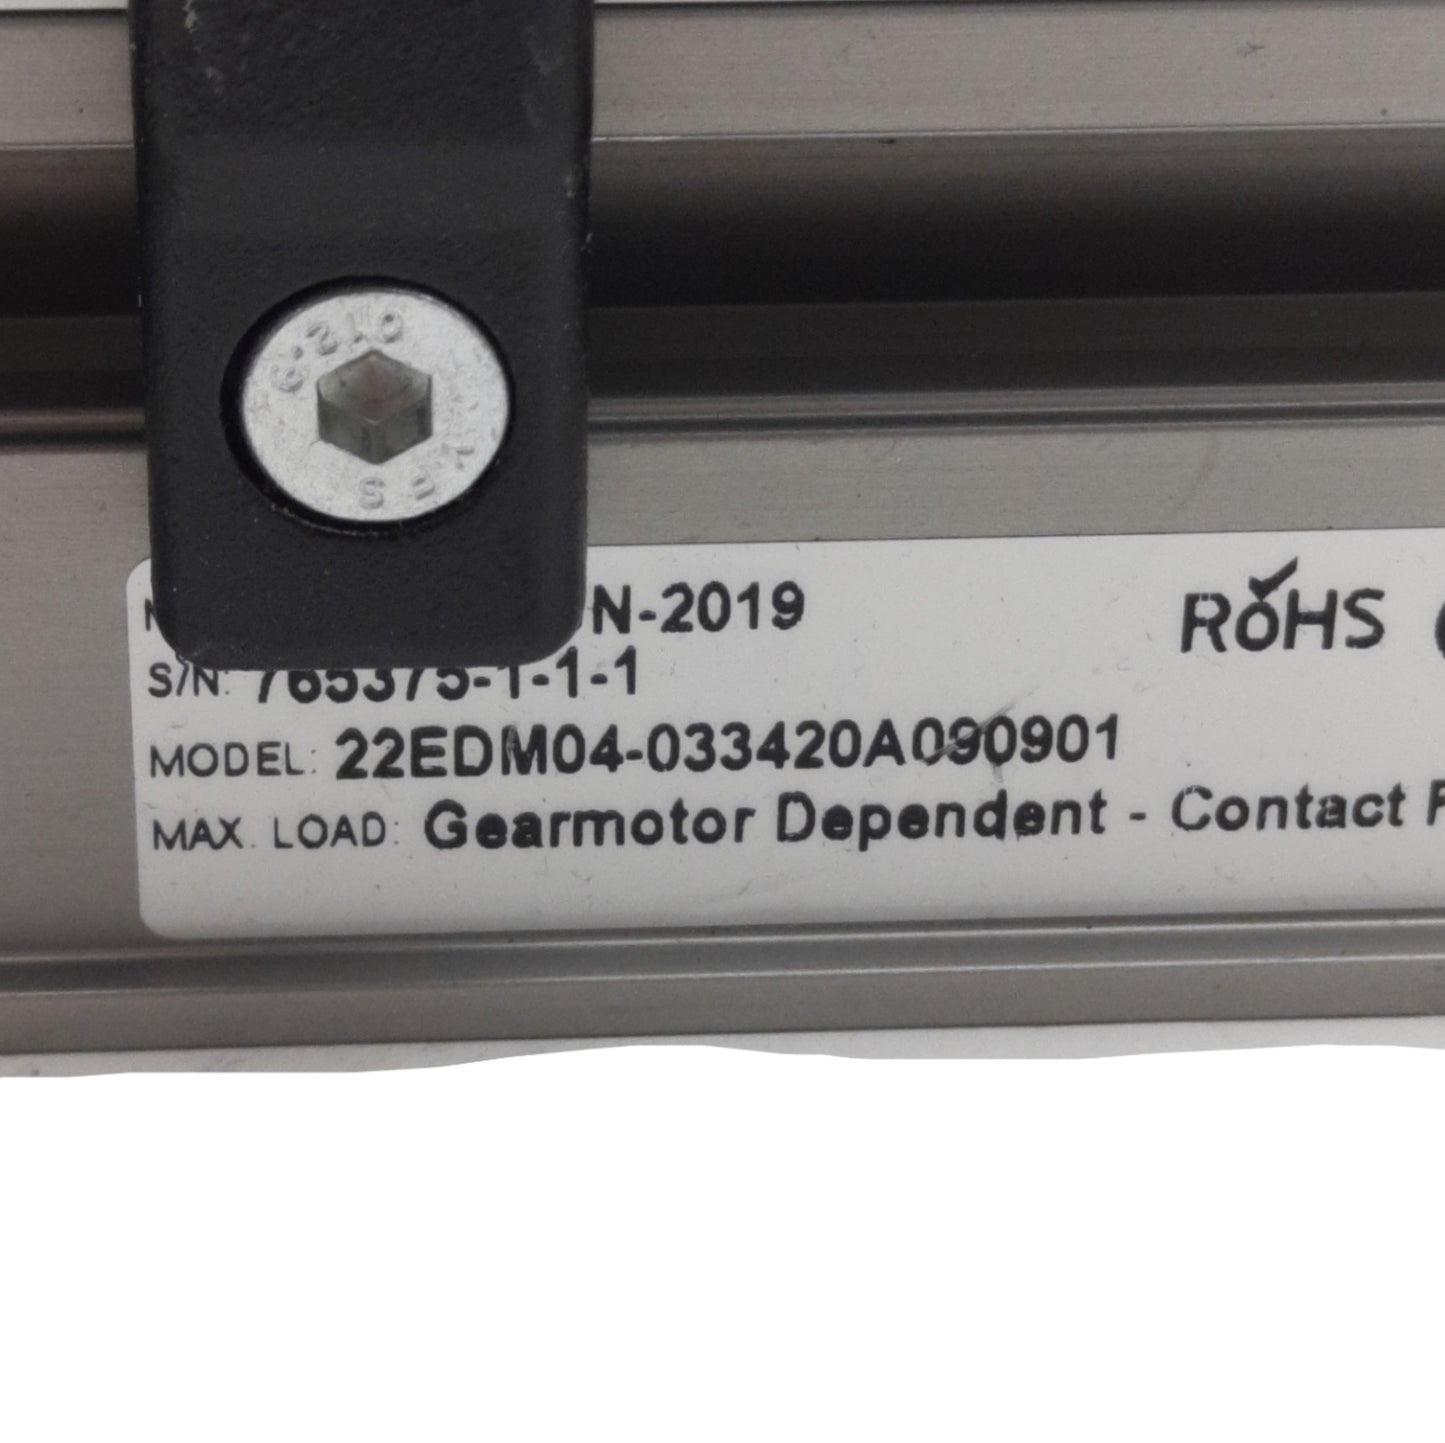 N-2019
RoHS
S/N: 765375-1-1-1
MODEL: 22EDM04-033420A090901
MAX. LOAD: Gearmotor Dependent - Contact